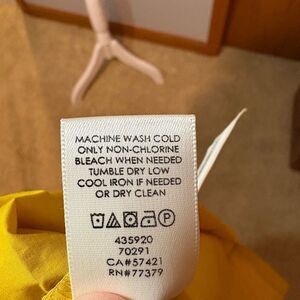 MACHINE WASH COLD
ONLY NON-CHLORINE
BLEACH WHEN NEEDED
TUMBLE DRY LOW
COOL IRON IF NEEDED
OR DRY CLEAN
P
435920
70291
CA#57421
RN#77379